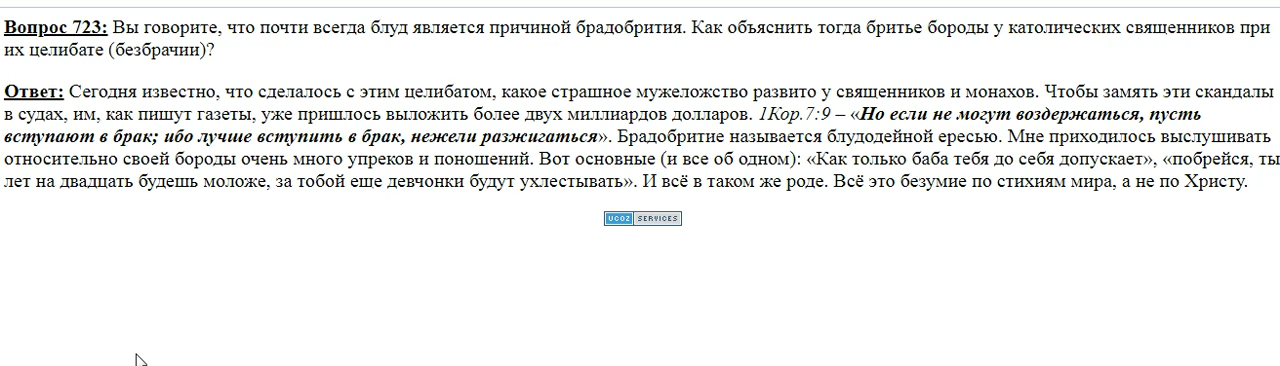 Вопрос 723: Вы говорите, что почти всегда блуд является причиной брадобрития. Как объяснить тогда бритье бороды у католических священников при
их целибате (безбрачии)?
Ответ: Сегодня известно, что сделалось с этим целибатом, какое страшное мужеложство развито у священников и монахов. Чтобы замять эти скандалы
в судах, им, как пишут газеты, уже пришлось выложить более двух миллиардов долларов. 1Кор.7:9 – «Но если не могут воздержаться, пусть
вступают в брак; ибо лучше вступить в брак, нежели разжигаться». Брадобритие называется блудодейной ересью. Мне приходилось выслушивать
относительно своей бороды очень много упреков и поношений. Вот основные (и все об одном): «Как только баба тебя до себя допускает», «побрейся, ты
лет на двадцать будешь моложе, за тобой еще девчонки будут ухлестывать». И всё в таком же роде. Всё это безумие по стихиям мира, а не по Христу.
UCOZ SERVICES